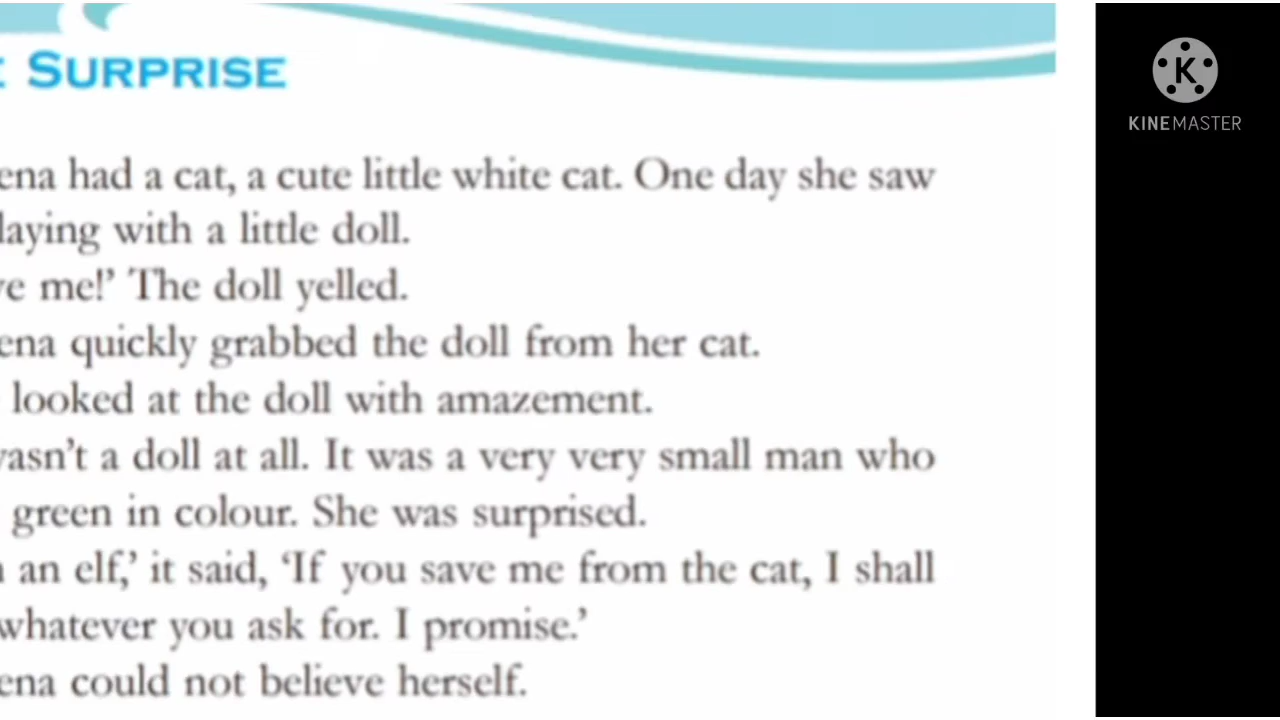 SURPRISE
ena had a cat, a cute little white cat. One day she saw
laying with a little doll.
ve me!’ The doll yelled.
ena quickly grabbed the doll from her cat.
looked at the doll with amazement.
wasn’t a doll at all. It was a very very small man who
green in colour. She was surprised.
an elf,’ it said, ‘If you save me from the cat, I shall
whatever you ask for. I promise.’
ena could not believe herself.
K
KINEMASTER